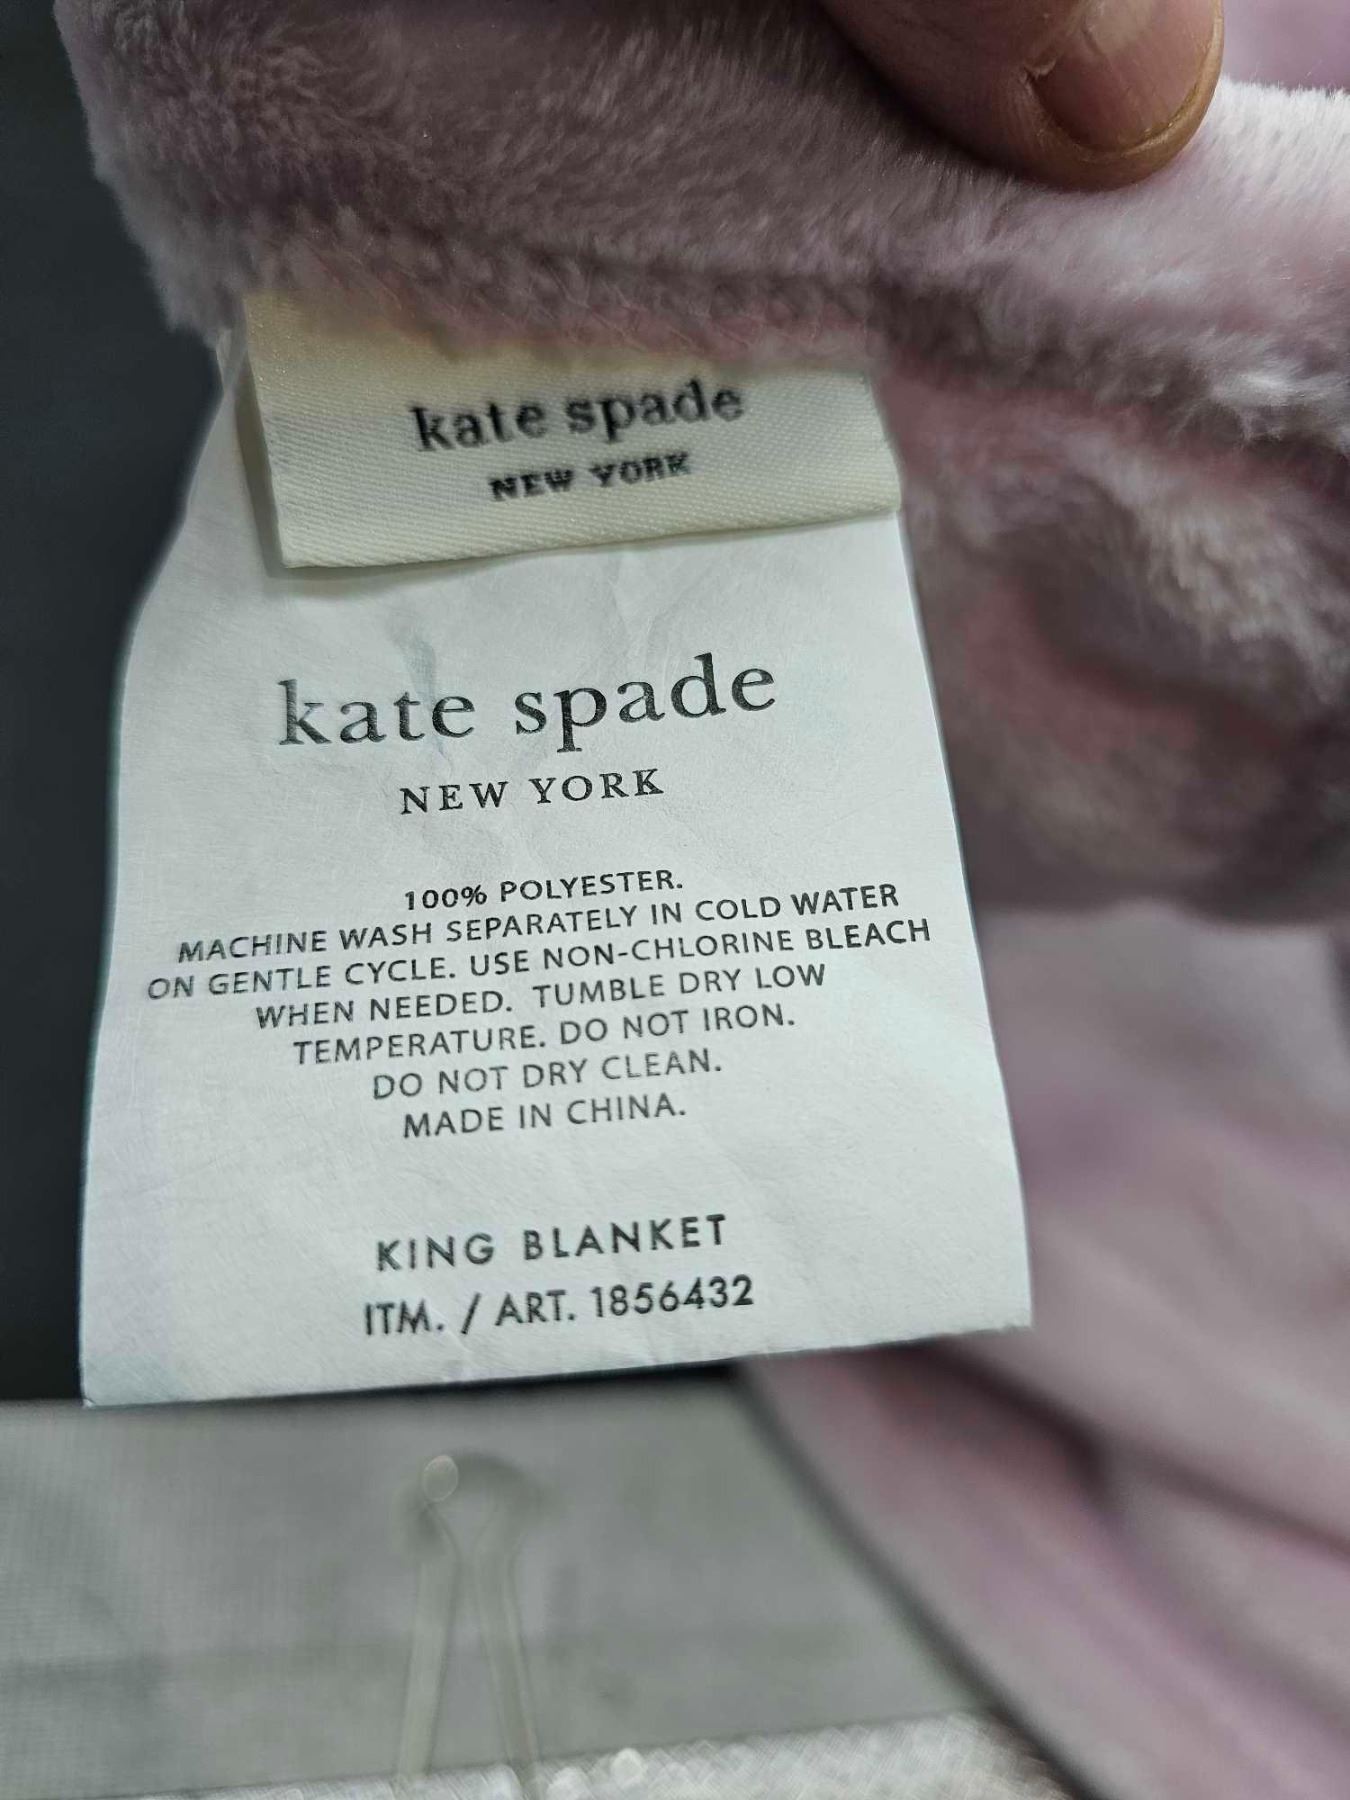 kate spade
NEW YORK
kate spade
NEW YORK
100% POLYESTER.
MACHINE WASH SEPARATELY IN COLD WATER
ON GENTLE CYCLE. USE NON-CHLORINE BLEACH
WHEN NEEDED. TUMBLE DRY LOW
TEMPERATURE. DO NOT IRON.
DO NOT DRY CLEAN.
MADE IN CHINA.
KING BLANKET
ITM. / ART. 1856432